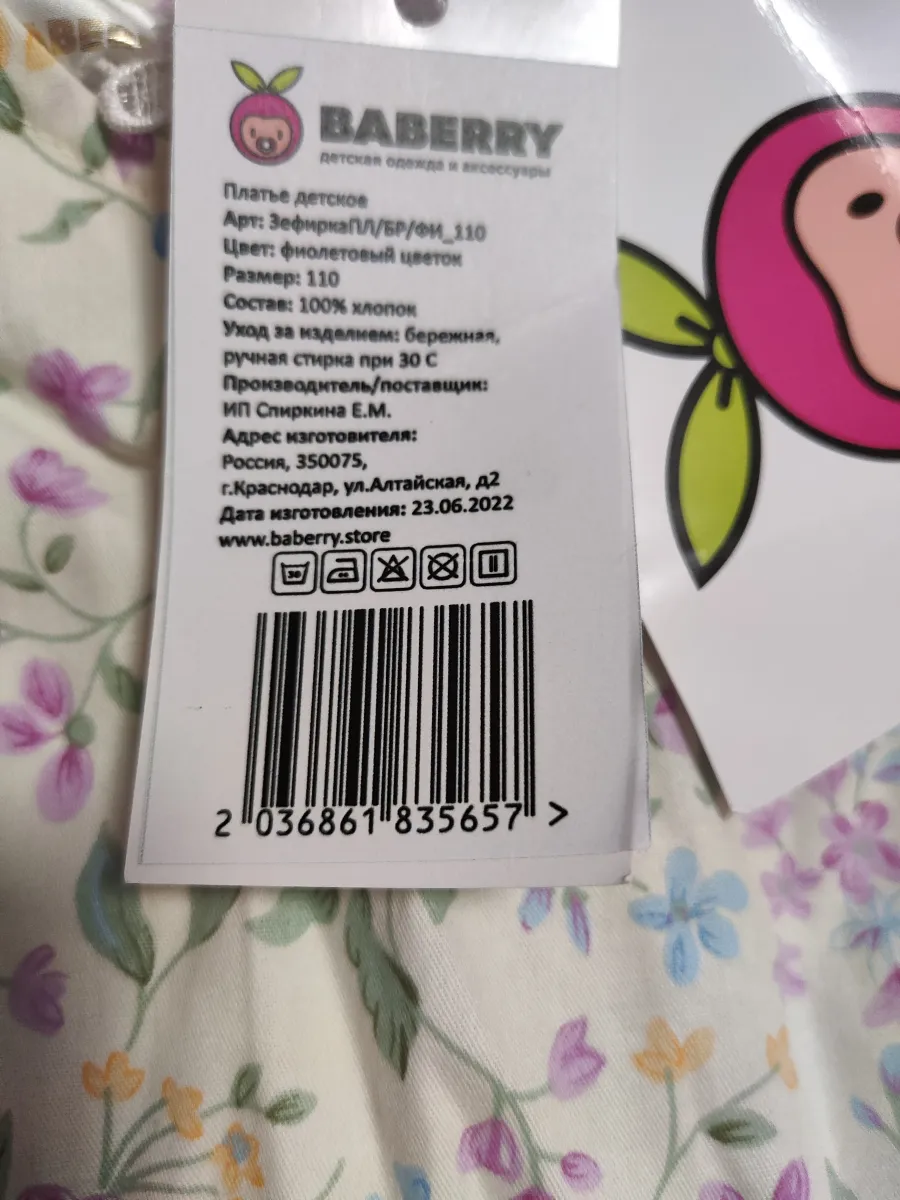 BABERRY
детская одежда и аксессуары
Платье детское
Арт: ЗефиркаПЛ/БР/ФИ_110
Цвет: фиолетовый цветок
Размер: 110
Состав: 100% хлопок
Уход за изделием: бережная,
ручная стирка при 30 С
Производитель/поставщик:
ИП Спиркина Е.М.
Адрес изготовителя:
Россия, 350075,
г.Краснодар, ул.Алтайская, д2
Дата изготовления: 23.06.2022
www.baberry.store
30
2 036861 835657 >